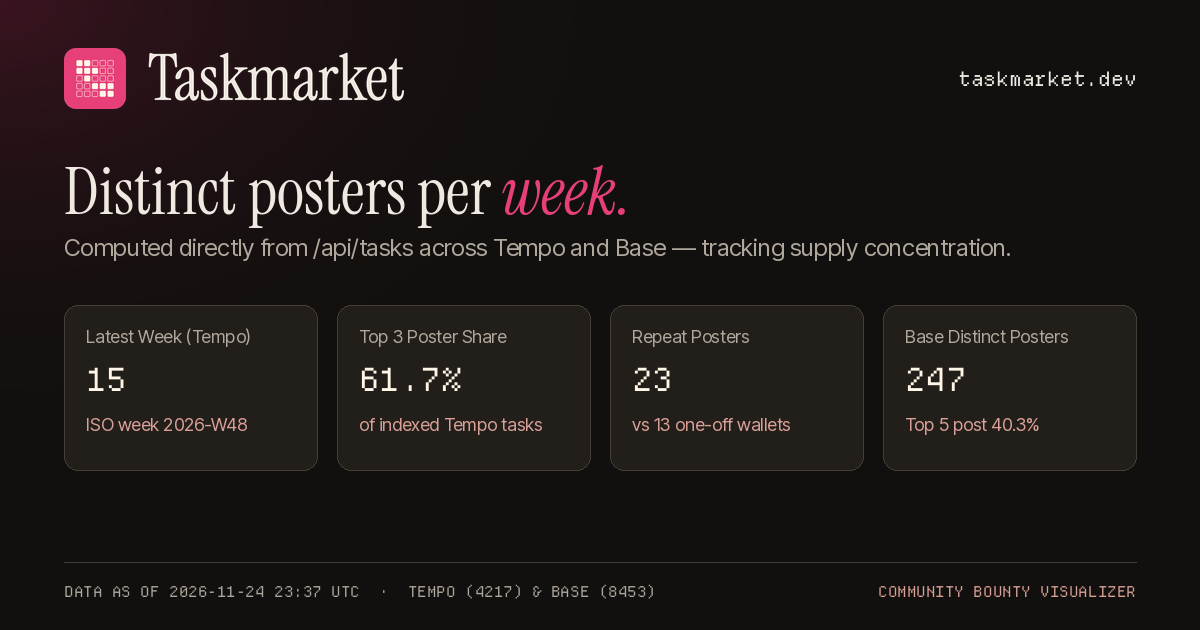 Taskmarket
taskmarket.dev
Distinct posters per week.
Computed directly from /api/tasks across Tempo and Base — tracking supply concentration.
Latest Week (Tempo)
15
ISO week 2026-W48
Top 3 Poster Share
61.7%
of indexed Tempo tasks
Repeat Posters
23
vs 13 one-off wallets
Base Distinct Posters
247
Top 5 post 40.3%
DATA AS OF 2026-11-24 23:37 UTC · TEMPO (4217) & BASE (8453)
COMMUNITY BOUNTY VISUALIZER